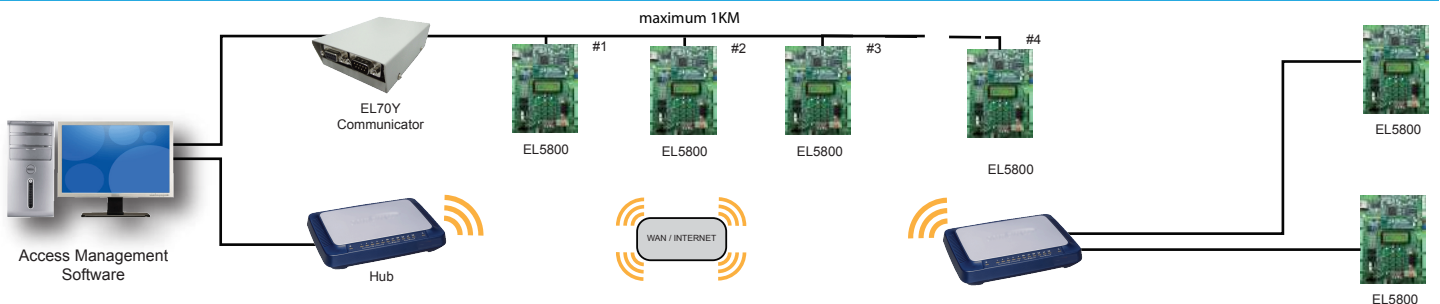 maximum 1KM
#1
#2
#3
#4
EL70Y
Communicator
EL5800
EL5800
EL5800
EL5800
EL5800
Access Management
Software
Hub
WAN / INTERNET
EL5800